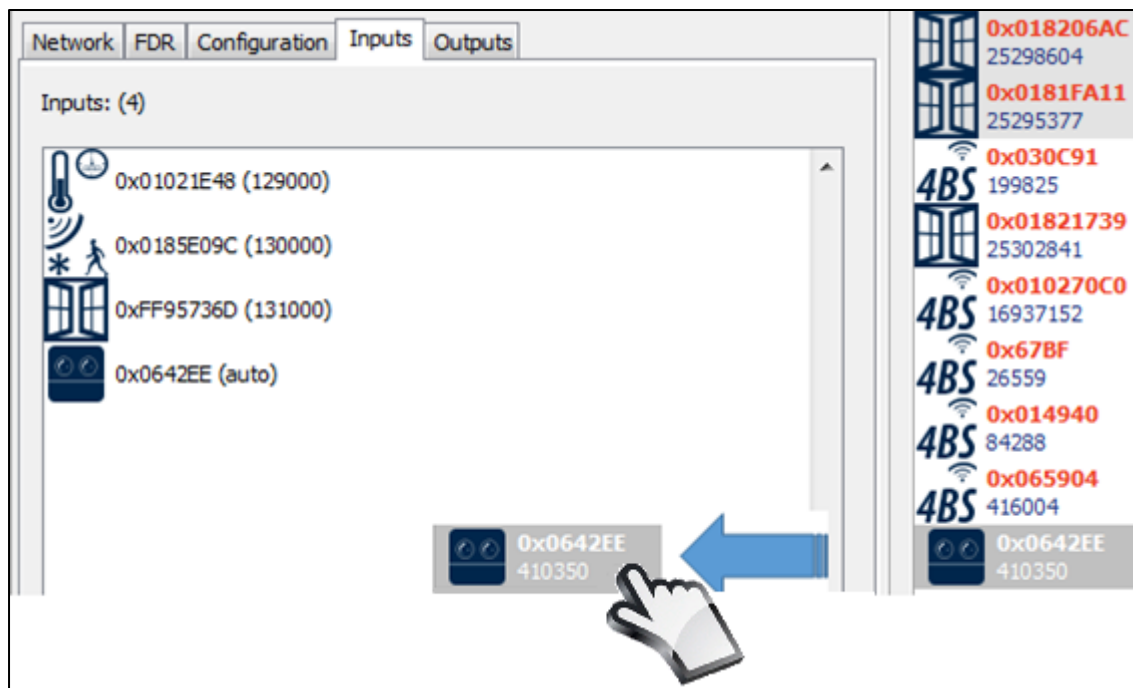 Network FDR Configuration Inputs Outputs
Inputs: (4)
0x01021E48 (129000)
0x0185E09C (130000)
0xFF95736D (131000)
0x0642EE (auto)
0x0642EE
410350
0x018206AC
25298604
0x0181FA11
25295377
0x030C91
4BS 199825
0x01821739
25302841
0x010270C0
4BS 16937152
0x67BF
4BS 26559
0x014940
4BS 84288
0x065904
4BS 416004
0x0642EE
410350